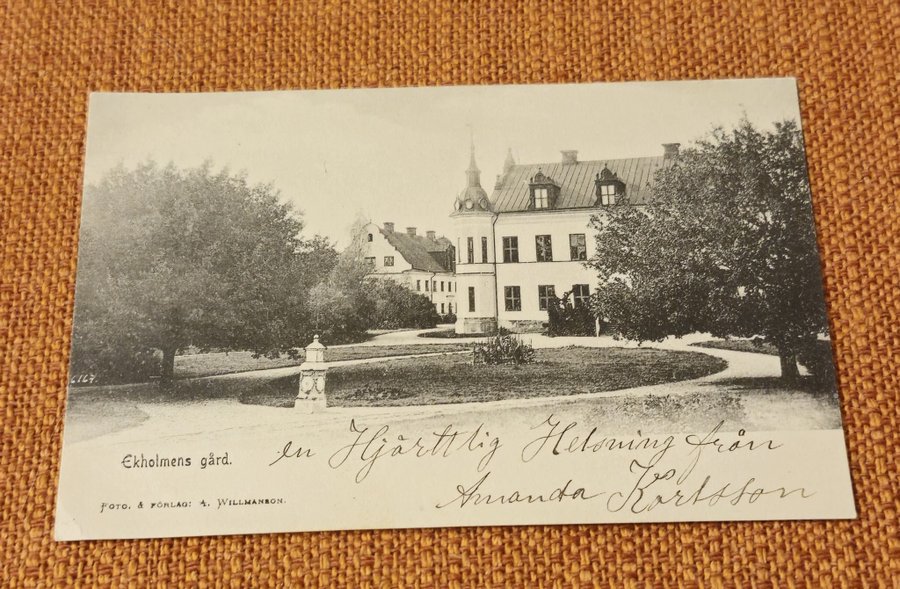 6167.
en Hjärtlig Helsning från
Ekholmens gård.
Amanda Karlsson
Foto. & förlag: A. Willmanson.